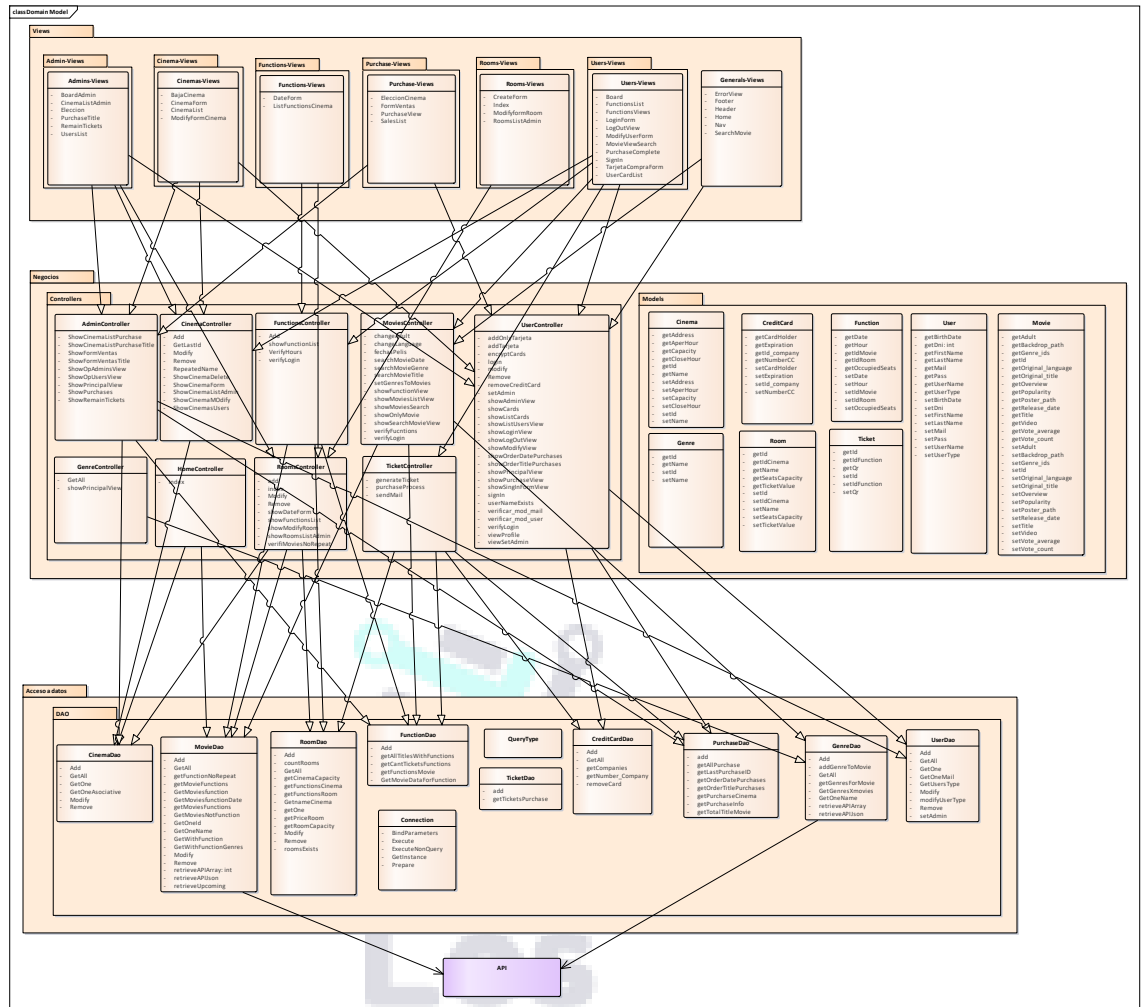 class Domain Model
Views
Admin-Views
Admins-Views
- BoardAdmin
- CinemaListAdmin
- Eleccion
- PurchaseTitle
- RemainTickets
- UsersList
Cinema-Views
Cinemas-Views
- BajaCinema
- CinemaForm
- CinemaList
- ModifyFormCinema
Functions-Views
Functions-Views
- DateForm
- ListFunctionsCinema
Purchase-Views
Purchase-Views
- EleccionCinema
- FormVentas
- PurchaseView
- SalesList
Rooms-Views
Rooms-Views
- CreateForm
- Index
- ModifyformRoom
- RoomsListAdmin
Users-Views
Users-Views
- Board
- FunctionsList
- FunctionsViews
- LoginForm
- LogOutView
- ModifyUserForm
- MovieViewSearch
- PurchaseComplete
- SignIn
- TarjetaCompraForm
- UserCardList
Generals-Views
- ErrorView
- Footer
- Header
- Home
- Nav
- SearchMovie
Negocios
Controllers
AdminController
- ShowCinemaListPurchase
- ShowCinemaListPurchaseTitle
- ShowFormVentas
- ShowFormVentasTitle
- ShowOpAdminsView
- ShowOpUsersView
- ShowPrincipalView
- ShowPurchases
- ShowRemainTickets
CinemaController
- Add
- GetLastId
- Modify
- Remove
- RepeatedName
- ShowCinemaDelete
- ShowCinemaForm
- ShowCinemaListAdmin
- ShowCinemaMOdify
- ShowCinemasUsers
FunctionsController
- Add
- showFunctionList
- VerifyHours
- verifyLogin
MoviesController
- changeLanguage
- fechasPelis
- searchMovieDate
- searchMovieGenre
- searchMovieTitle
- setGenresToMovies
- showFunctionView
- showMoviesListView
- showMoviesSearch
- showOnlyMovie
- showSearchMovieView
- verifyFucntions
- verifyLogin
UserController
- addOnlyTarjeta
- addTarjeta
- encryptCards
- login
- modify
- Remove
- removeCreditCard
- setAdmin
- showAdminView
- showCards
- showListCards
- showListUsersView
- showLoginView
- showLogOutView
- showModifyView
- showOrderDatePurchases
- showOrderTitlePurchases
- showPrincipalView
- showPurchaseView
- showSingInFormView
- signIn
- userNameExists
- verificar_mod_mail
- verificar_mod_user
- verifyLogin
- viewProfile
- viewSetAdmin
GenreController
- GetAll
- showPrincipalView
HomeController
- Index
RoomsController
- add
- index
- Modify
- Remove
- showDateForm
- showFunctionsList
- showModifyRoom
- showRoomsListAdmin
- verifiMoviesNoRepeat
TicketController
- generateTicket
- purchaseProcess
- sendMail
Models
Cinema
- getAddress
- getAperHour
- getCapacity
- getCloseHour
- getId
- getName
- setAddress
- setAperHour
- setCapacity
- setCloseHour
- setId
- setName
CreditCard
- getCardHolder
- getExpiration
- getId_company
- getNumberCC
- setCardHolder
- setExpiration
- setId_company
- setNumberCC
Function
- getDate
- getHour
- getIdMovie
- getIdRoom
- getOccupiedSeats
- setDate
- setHour
- setIdMovie
- setIdRoom
- setOccupiedSeats
User
- getBirthDate
- getDni: int
- getFirstName
- getLastName
- getMail
- getPass
- getUserName
- getUserType
- setBirthDate
- setDni
- setFirstName
- setLastName
- setMail
- setPass
- setUserName
- setUserType
Movie
- getAdult
- getBackdrop_path
- getGenre_ids
- getId
- getOriginal_language
- getOriginal_title
- getOverview
- getPopularity
- getPoster_path
- getRelease_date
- getTitle
- getVideo
- getVote_average
- getVote_count
- setAdult
- setBackdrop_path
- setGenre_ids
- setId
- setOriginal_language
- setOriginal_title
- setOverview
- setPopularity
- setPoster_path
- setRelease_date
- setTitle
- setVideo
- setVote_average
- setVote_count
Genre
- getId
- getName
- setId
- setName
Room
- getId
- getIdCinema
- getName
- getSeatsCapacity
- getTicketValue
- setId
- setIdCinema
- setName
- setSeatsCapacity
- setTicketValue
Ticket
- getId
- getIdFunction
- getQr
- setId
- setIdFunction
- setQr
Acceso a datos
DAO
CinemaDao
- Add
- GetAll
- GetOne
- GetOneAsociative
- Modify
- Remove
MovieDao
- Add
- GetAll
- getFunctionNoRepeat
- getMovieFunctions
- GetMoviesfunction
- GetMoviesfunctionDate
- getMoviesFunctions
- GetMoviesNotFunction
- GetOneId
- GetOneName
- GetWithFunction
- GetWithFunctionGenres
- Modify
- Remove
- retrieveAPIArray: int
- retrieveAPIJson
- retrieveUpcoming
RoomDao
- Add
- countRooms
- GetAll
- getCinemaCapacity
- getFunctionsCinema
- getFunctionsRoom
- GetnameCinema
- getOne
- getPriceRoom
- getRoomCapacity
- Modify
- Remove
- roomsExists
FunctionDao
- Add
- getAllTitlesWithFunctions
- getCantTicketsFunctions
- getFunctionsMovie
- GetMovieDataForFunction
Connection
- BindParameters
- Execute
- ExecuteNonQuery
- GetInstance
- Prepare
QueryType
TicketDao
- add
- getTicketsPurchase
CreditCardDao
- Add
- GetAll
- getCompanies
- getNumber_Company
- removeCard
PurchaseDao
- add
- getAllPurchase
- getLastPurchaseID
- getOrderDatePurchases
- getOrderTitlePurchases
- getPurcharseCinema
- getPurchaseInfo
- getTotalTitleMovie
GenreDao
- Add
- addGenreToMovie
- GetAll
- getGenresForMovie
- GetGenresXmovies
- GetOneName
- retrieveAPIArray
- retrieveAPIJson
UserDao
- Add
- GetAll
- GetOne
- GetOneMail
- GetUsersType
- Modify
- modifyUserType
- Remove
- setAdmin
API
Los